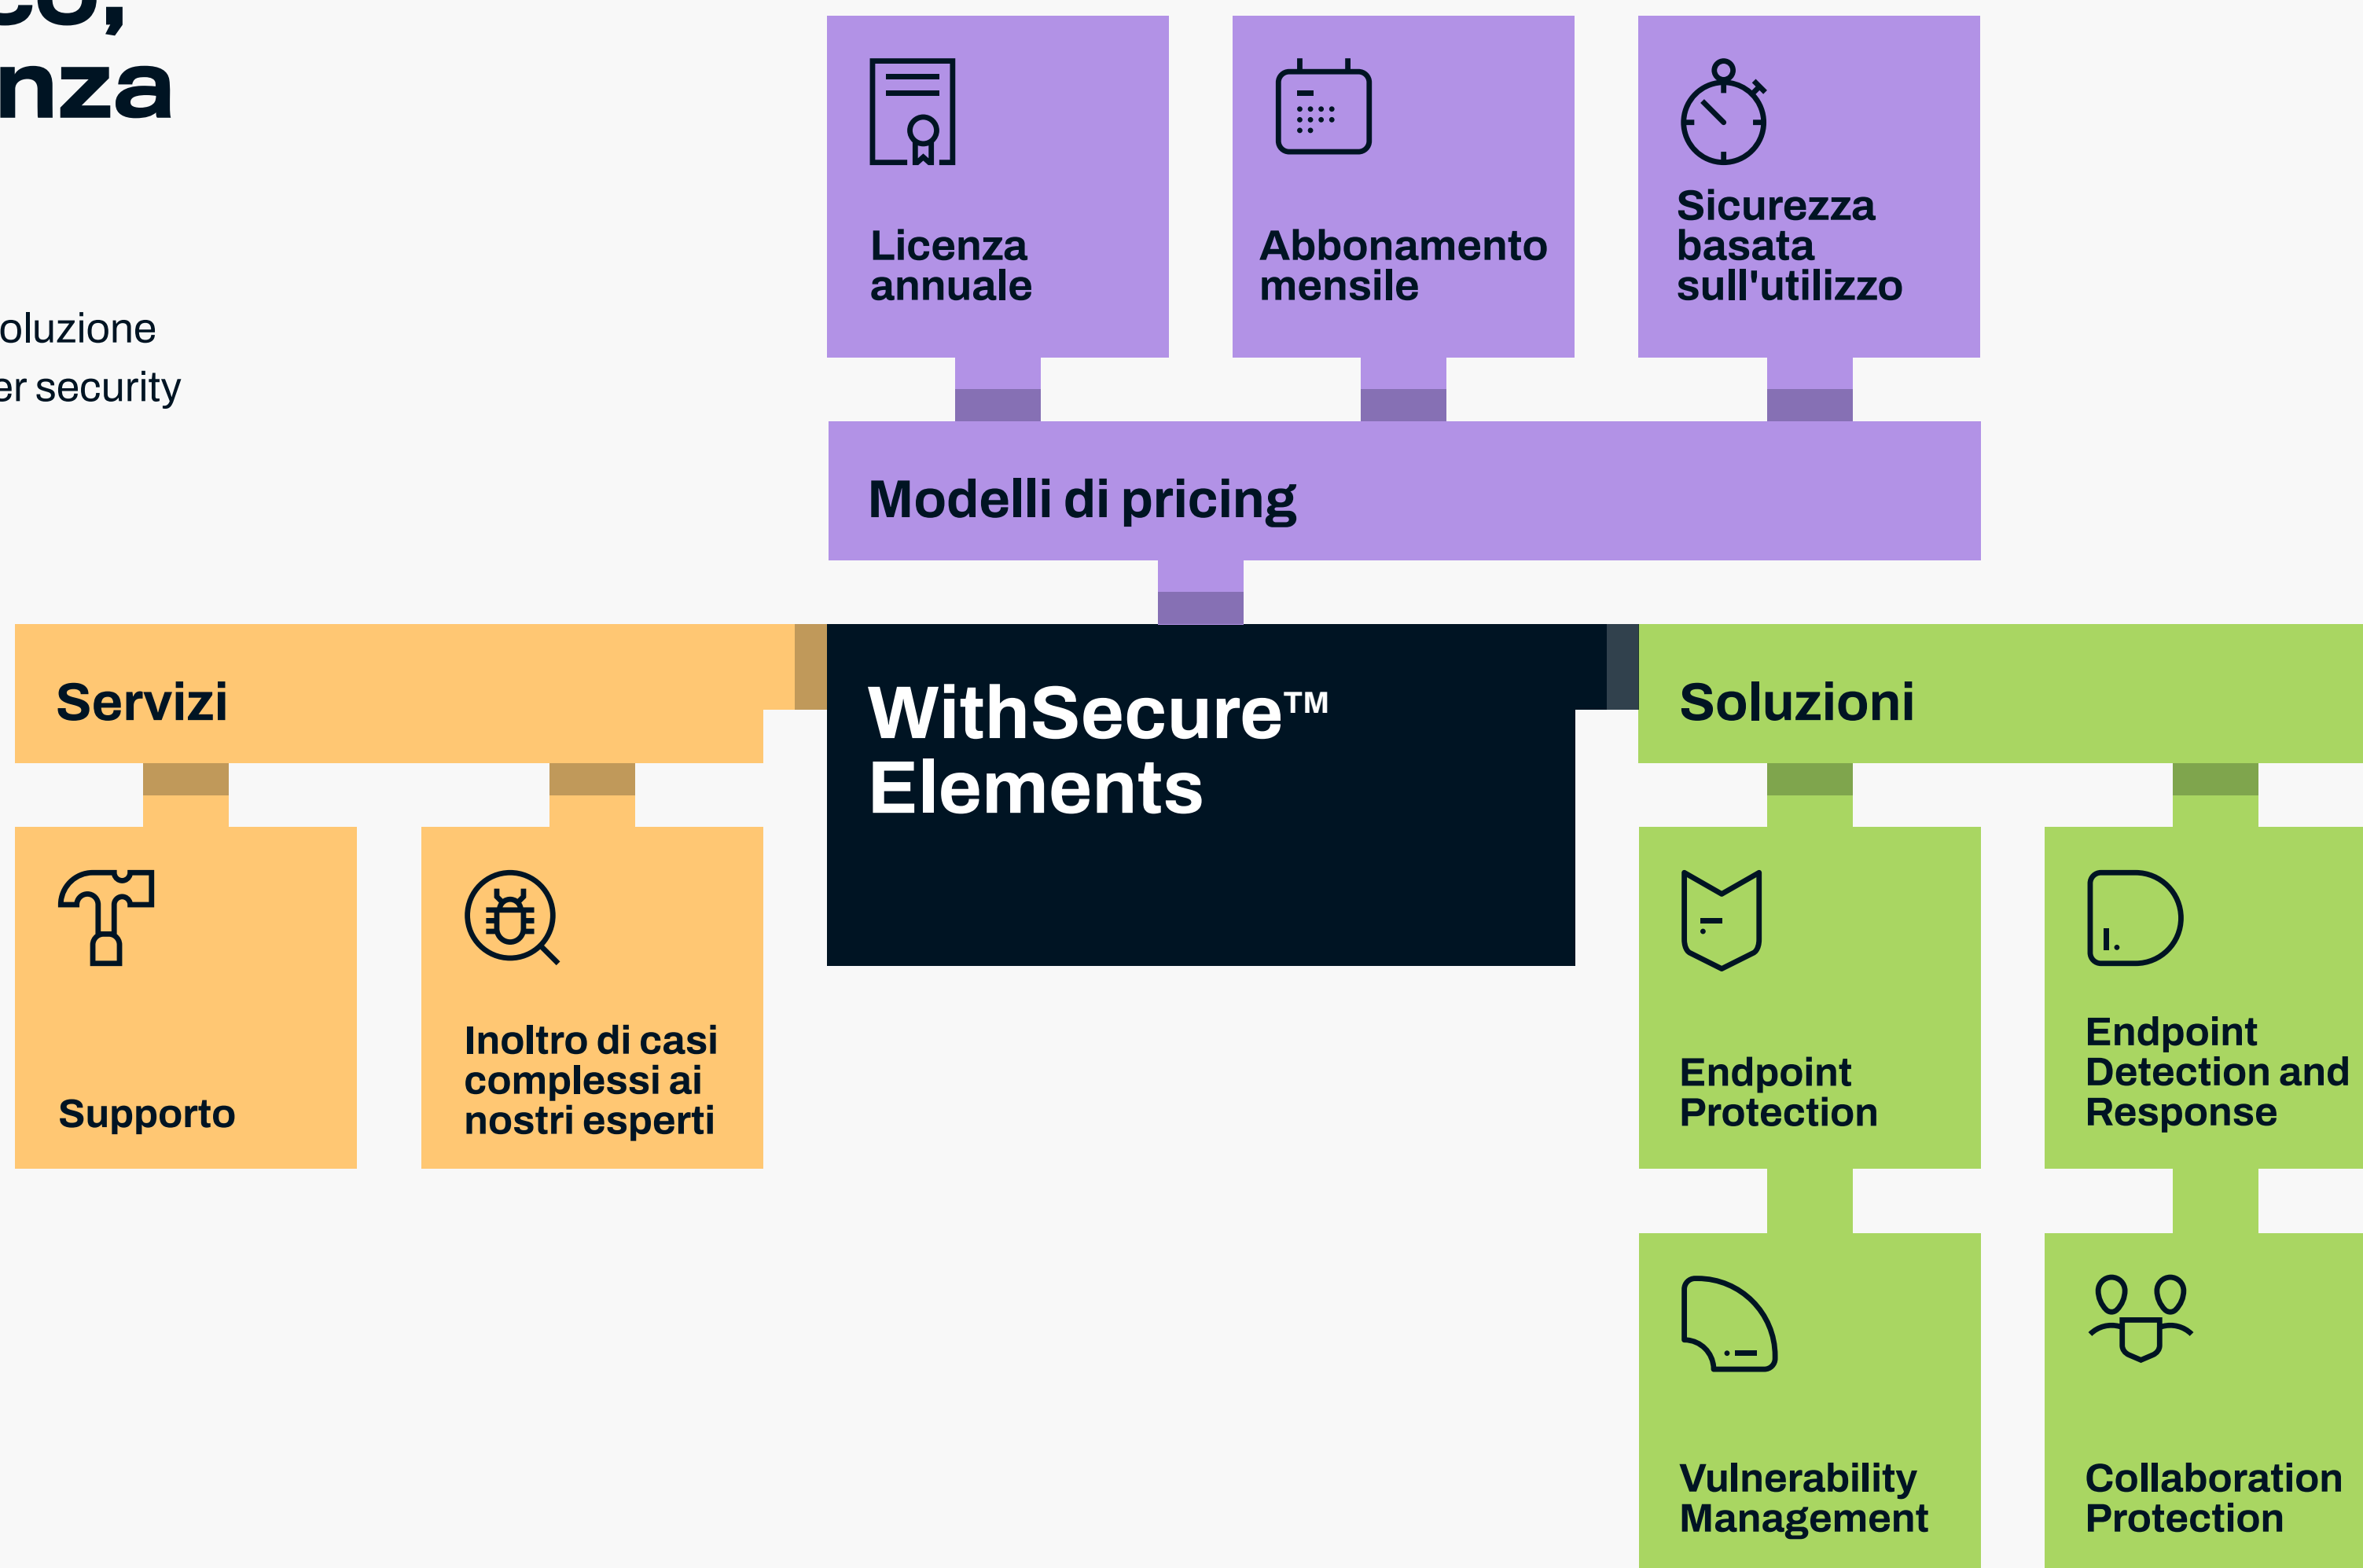 nza
oluzione
er security
Licenza
annuale
Abbonamento
mensile
Sicurezza
basata
sull'utilizzo
Modelli di pricing
Servizi
WithSecure™
Elements
Soluzioni
Supporto
Inoltro di casi
complessi ai
nostri esperti
Endpoint
Protection
Endpoint
Detection and
Response
Vulnerability
Management
Collaboration
Protection